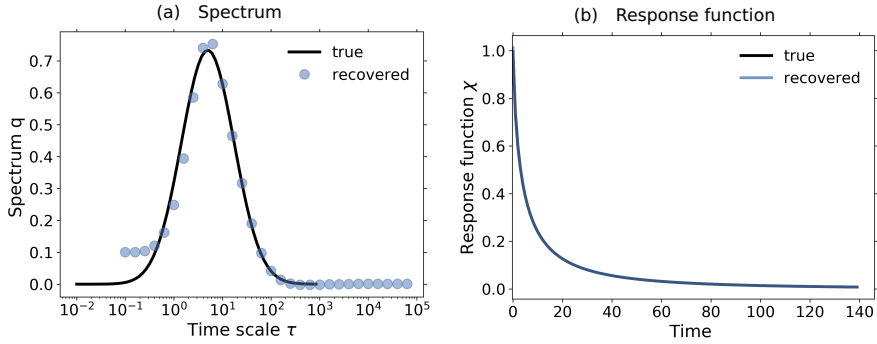 (a) Spectrum
0.7
0.6
0.5
0.4
0.3
0.2
0.1
0.0
Spectrum q
true
recovered
10⁻² 10⁻¹ 10⁰ 10¹ 10² 10³ 10⁴ 10⁵
Time scale τ
(b) Response function
1.0
0.8
0.6
0.4
0.2
0.0
Response function χ
true
recovered
0 20 40 60 80 100 120 140
Time